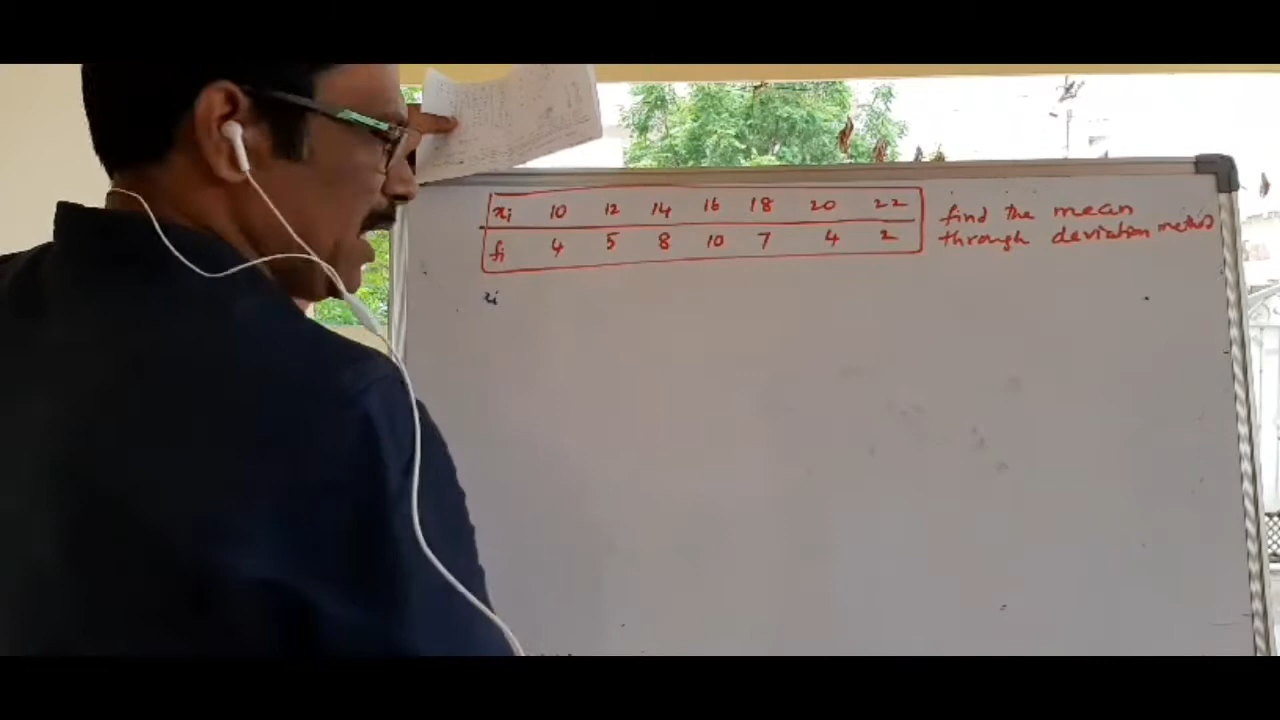 xi 10 12 14 16 18 20 22
fi 4 5 8 10 7 4 2
find the mean
through deviation method
xi